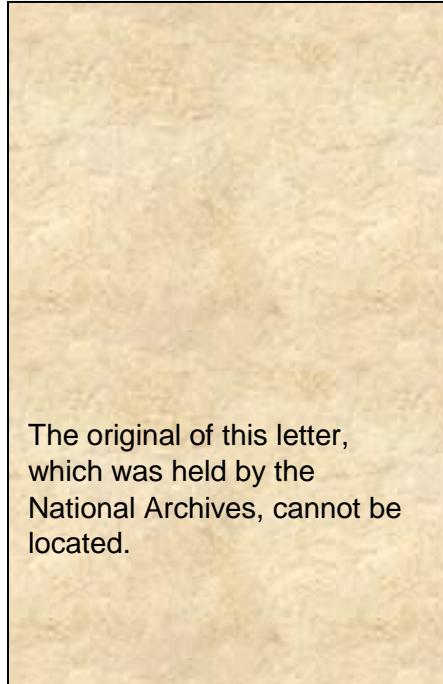 The original of this letter,
which was held by the
National Archives, cannot be
located.